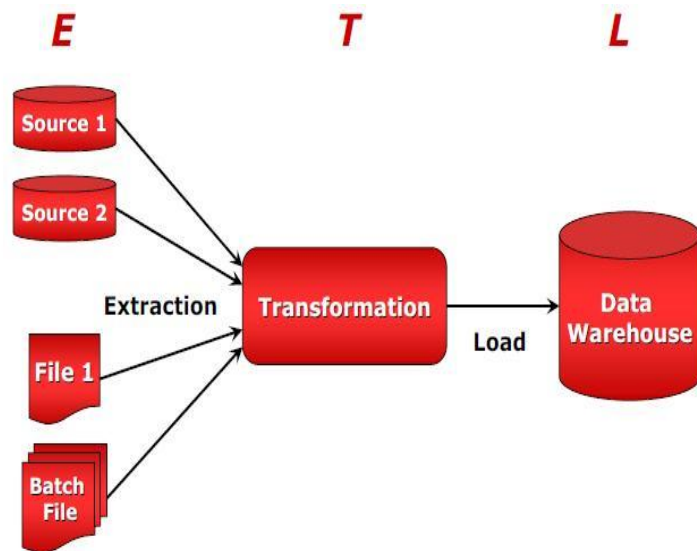 E T L
Source 1
Source 2
Extraction
Transformation
Load
Data
Warehouse
File 1
Batch
File